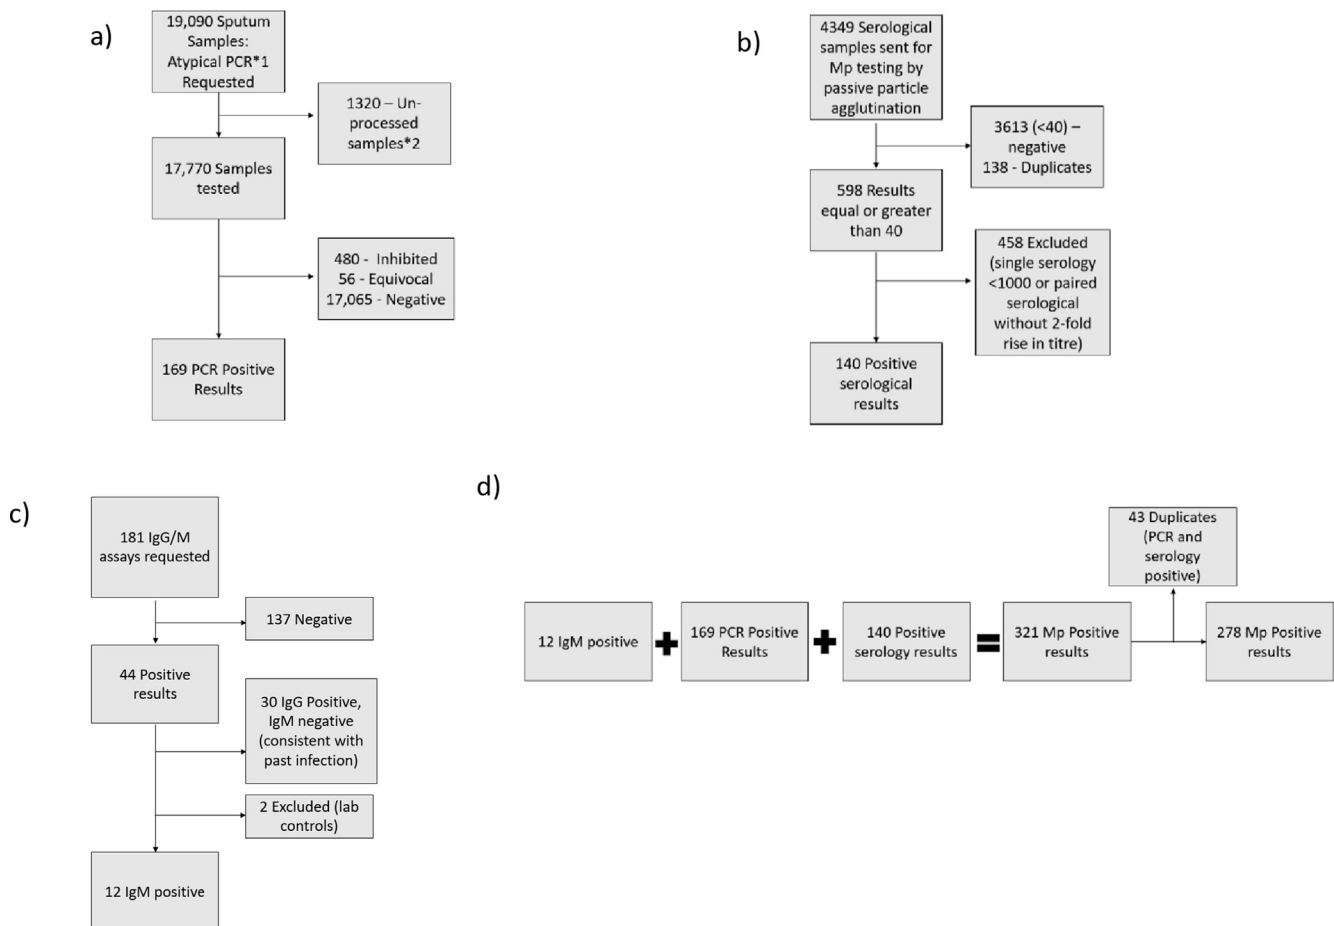 a)
19,090 Sputum
Samples:
Atypical PCR*1
Requested
1320 – Un-
processed
samples*2
17,770 Samples
tested
480 - Inhibited
56 - Equivocal
17,065 - Negative
169 PCR Positive
Results
b)
4349 Serological
samples sent for
Mp testing by
passive particle
agglutination
3613 (<40) –
negative
138 - Duplicates
598 Results
equal or greater
than 40
458 Excluded
(single serology
<1000 or paired
serological
without 2-fold
rise in titre)
140 Positive
serological
results
c)
181 IgG/M
assays requested
137 Negative
44 Positive
results
30 IgG Positive,
IgM negative
(consistent with
past infection)
2 Excluded (lab
controls)
12 IgM positive
d)
43 Duplicates
(PCR and
serology
positive)
12 IgM positive
+
169 PCR Positive
Results
+
140 Positive
serology results
=
321 Mp Positive
results
278 Mp Positive
results